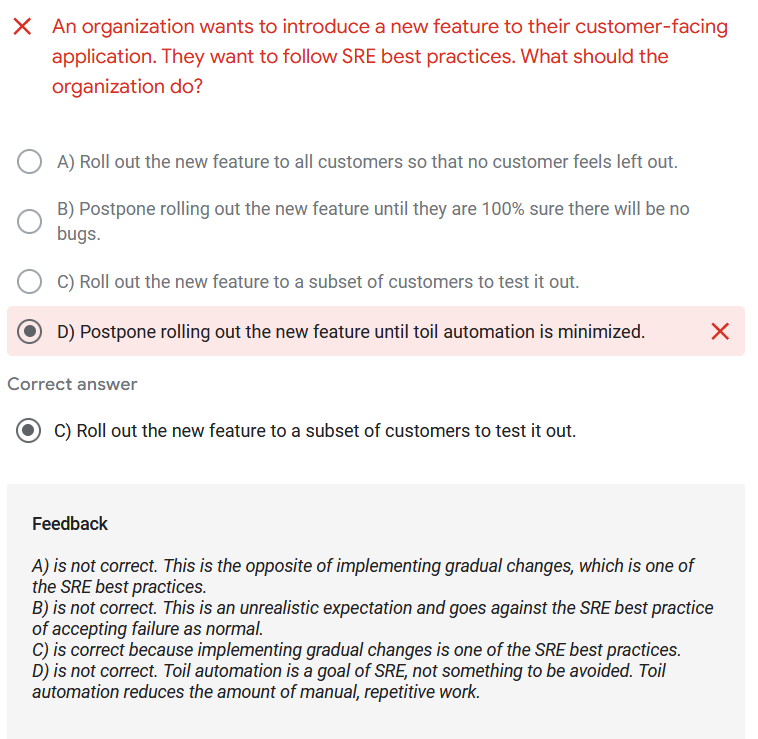 An organization wants to introduce a new feature to their customer-facing
application. They want to follow SRE best practices. What should the
organization do?
A) Roll out the new feature to all customers so that no customer feels left out.
B) Postpone rolling out the new feature until they are 100% sure there will be no
bugs.
C) Roll out the new feature to a subset of customers to test it out.
D) Postpone rolling out the new feature until toil automation is minimized.
Correct answer
C) Roll out the new feature to a subset of customers to test it out.
Feedback
A) is not correct. This is the opposite of implementing gradual changes, which is one of
the SRE best practices.
B) is not correct. This is an unrealistic expectation and goes against the SRE best practice
of accepting failure as normal.
C) is correct because implementing gradual changes is one of the SRE best practices.
D) is not correct. Toil automation is a goal of SRE, not something to be avoided. Toil
automation reduces the amount of manual, repetitive work.